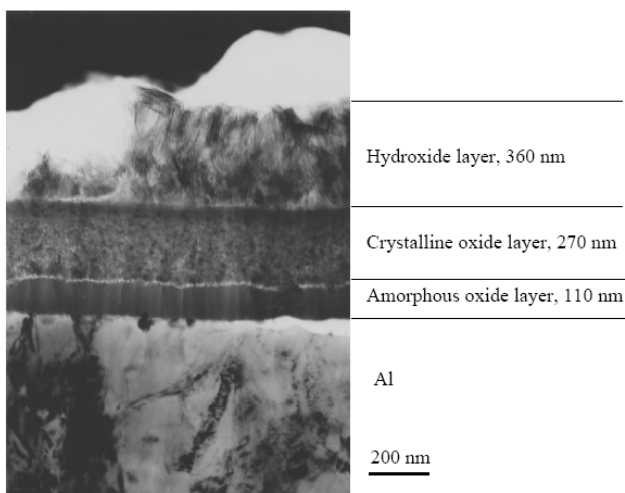 Hydroxide layer, 360 nm
Crystalline oxide layer, 270 nm
Amorphous oxide layer, 110 nm
Al
200 nm